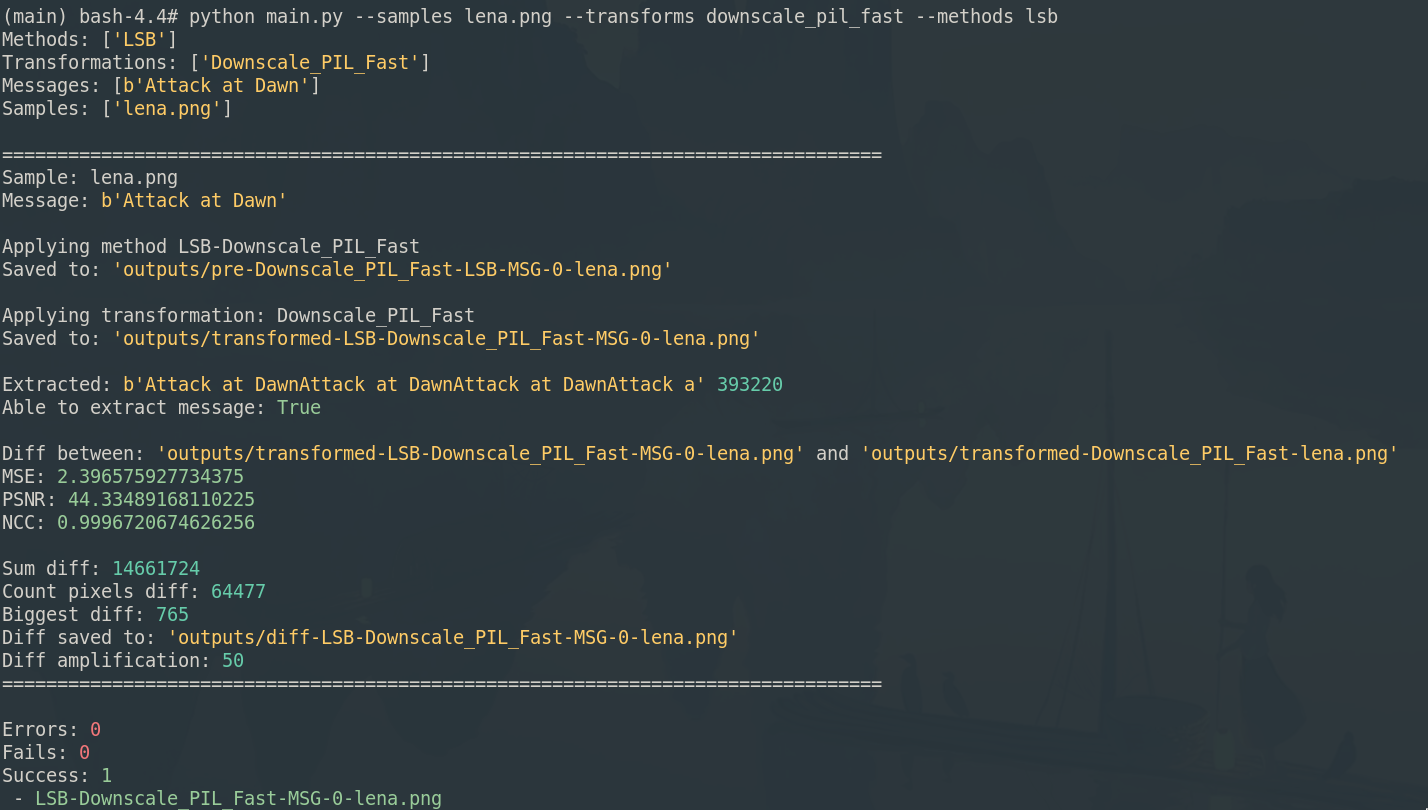 (main) bash-4.4# python main.py --samples lena.png --transforms downscale_pil_fast --methods lsb
Methods: ['LSB']
Transformations: ['Downscale_PIL_Fast']
Messages: [b'Attack at Dawn']
Samples: ['lena.png']
================================================================================
Sample: lena.png
Message: b'Attack at Dawn'
Applying method LSB-Downscale_PIL_Fast
Saved to: 'outputs/pre-Downscale_PIL_Fast-LSB-MSG-0-lena.png'
Applying transformation: Downscale_PIL_Fast
Saved to: 'outputs/transformed-LSB-Downscale_PIL_Fast-MSG-0-lena.png'
Extracted: b'Attack at DawnAttack at DawnAttack at DawnAttack a' 393220
Able to extract message: True
Diff between: 'outputs/transformed-LSB-Downscale_PIL_Fast-MSG-0-lena.png' and 'outputs/transformed-Downscale_PIL_Fast-lena.png'
MSE: 2.396575927734375
PSNR: 44.33489168110225
NCC: 0.9996720674626256
Sum diff: 14661724
Count pixels diff: 64477
Biggest diff: 765
Diff saved to: 'outputs/diff-LSB-Downscale_PIL_Fast-MSG-0-lena.png'
Diff amplification: 50
================================================================================
Errors: 0
Fails: 0
Success: 1
 - LSB-Downscale_PIL_Fast-MSG-0-lena.png